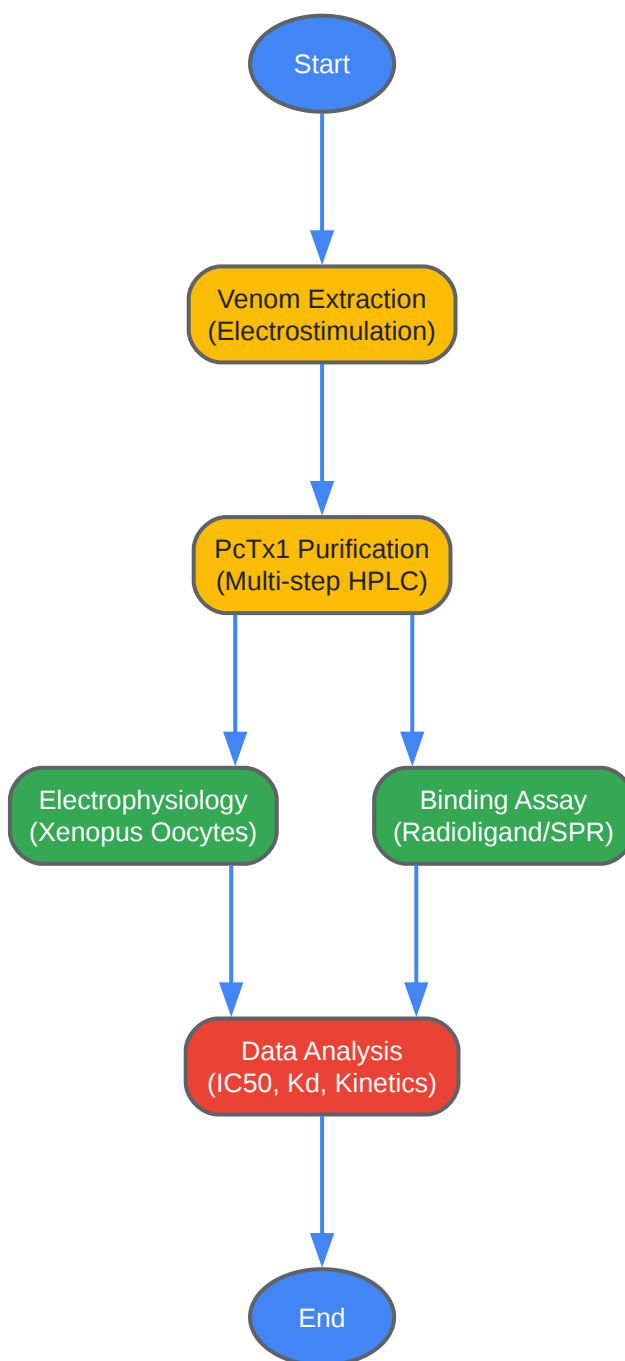 Start
Venom Extraction
(Electrostimulation)
PcTx1 Purification
(Multi-step HPLC)
Electrophysiology
(Xenopus Oocytes)
Binding Assay
(Radioligand/SPR)
Data Analysis
(IC50, Kd, Kinetics)
End